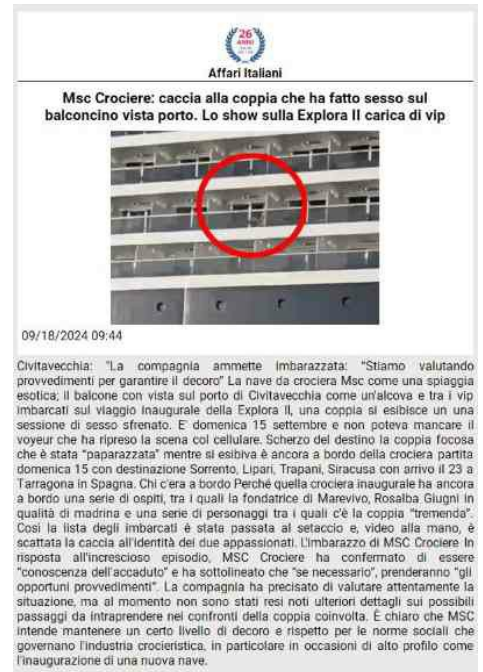 26
ANNI
Affari Italiani
Msc Crociere: caccia alla coppia che ha fatto sesso sul
balconcino vista porto. Lo show sulla Explora II carica di vip
09/18/2024 09:44
Civitavecchia: "La compagnia ammette imbarazzata: "Stiamo valutando
provvedimenti per garantire il decoro" La nave da crociera Msc come una spiaggia
esotica; il balcone con vista sul porto di Civitavecchia come un'alcova e tra i vip
imbarcati sul viaggio inaugurale della Explora II, una coppia si esibisce un una
sessione di sesso sfrenato. E' domenica 15 settembre e non poteva mancare il
voyeur che ha ripreso la scena col cellulare. Scherzo del destino la coppia focosa
che è stata "paparazzata" mentre si esibiva è ancora a bordo della crociera partita
domenica 15 con destinazione Sorrento, Lipari, Trapani, Siracusa con arrivo il 23 a
Tarragona in Spagna. Chi c'era a bordo Perché quella crociera inaugurale ha ancora
a bordo una serie di ospiti, tra i quali la fondatrice di Marevivo, Rosalba Giugni in
qualità di madrina e una serie di personaggi tra i quali c'è la coppia "tremenda".
Così la lista degli imbarcati è stata passata al setaccio e, video alla mano, è
scattata la caccia all'identità dei due appassionati. L'imbarazzo di MSC Crociere In
risposta all'increscioso episodio, MSC Crociere ha confermato di essere
"conoscenza dell'accaduto" e ha sottolineato che "se necessario", prenderanno "gli
opportuni provvedimenti". La compagnia ha precisato di valutare attentamente la
situazione, ma al momento non sono stati resi noti ulteriori dettagli sui possibili
passaggi da intraprendere nei confronti della coppia coinvolta. È chiaro che MSC
intende mantenere un certo livello di decoro e rispetto per le norme sociali che
governano l'industria crocieristica, in particolare in occasioni di alto profilo come
l'inaugurazione di una nuova nave.